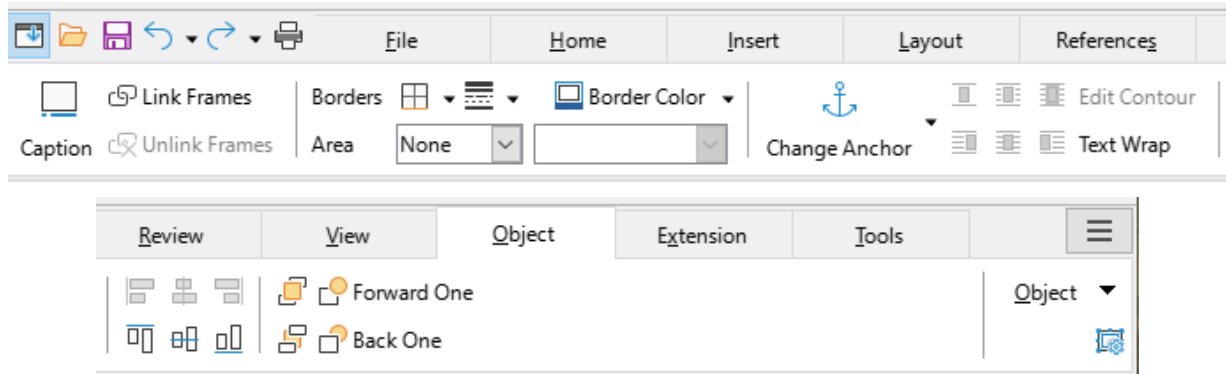 File Home Insert Layout References
Link Frames Borders Border Color Edit Contour
Caption Unlink Frames Area None Change Anchor Text Wrap
Review View Object Extension Tools
Forward One Object
Back One